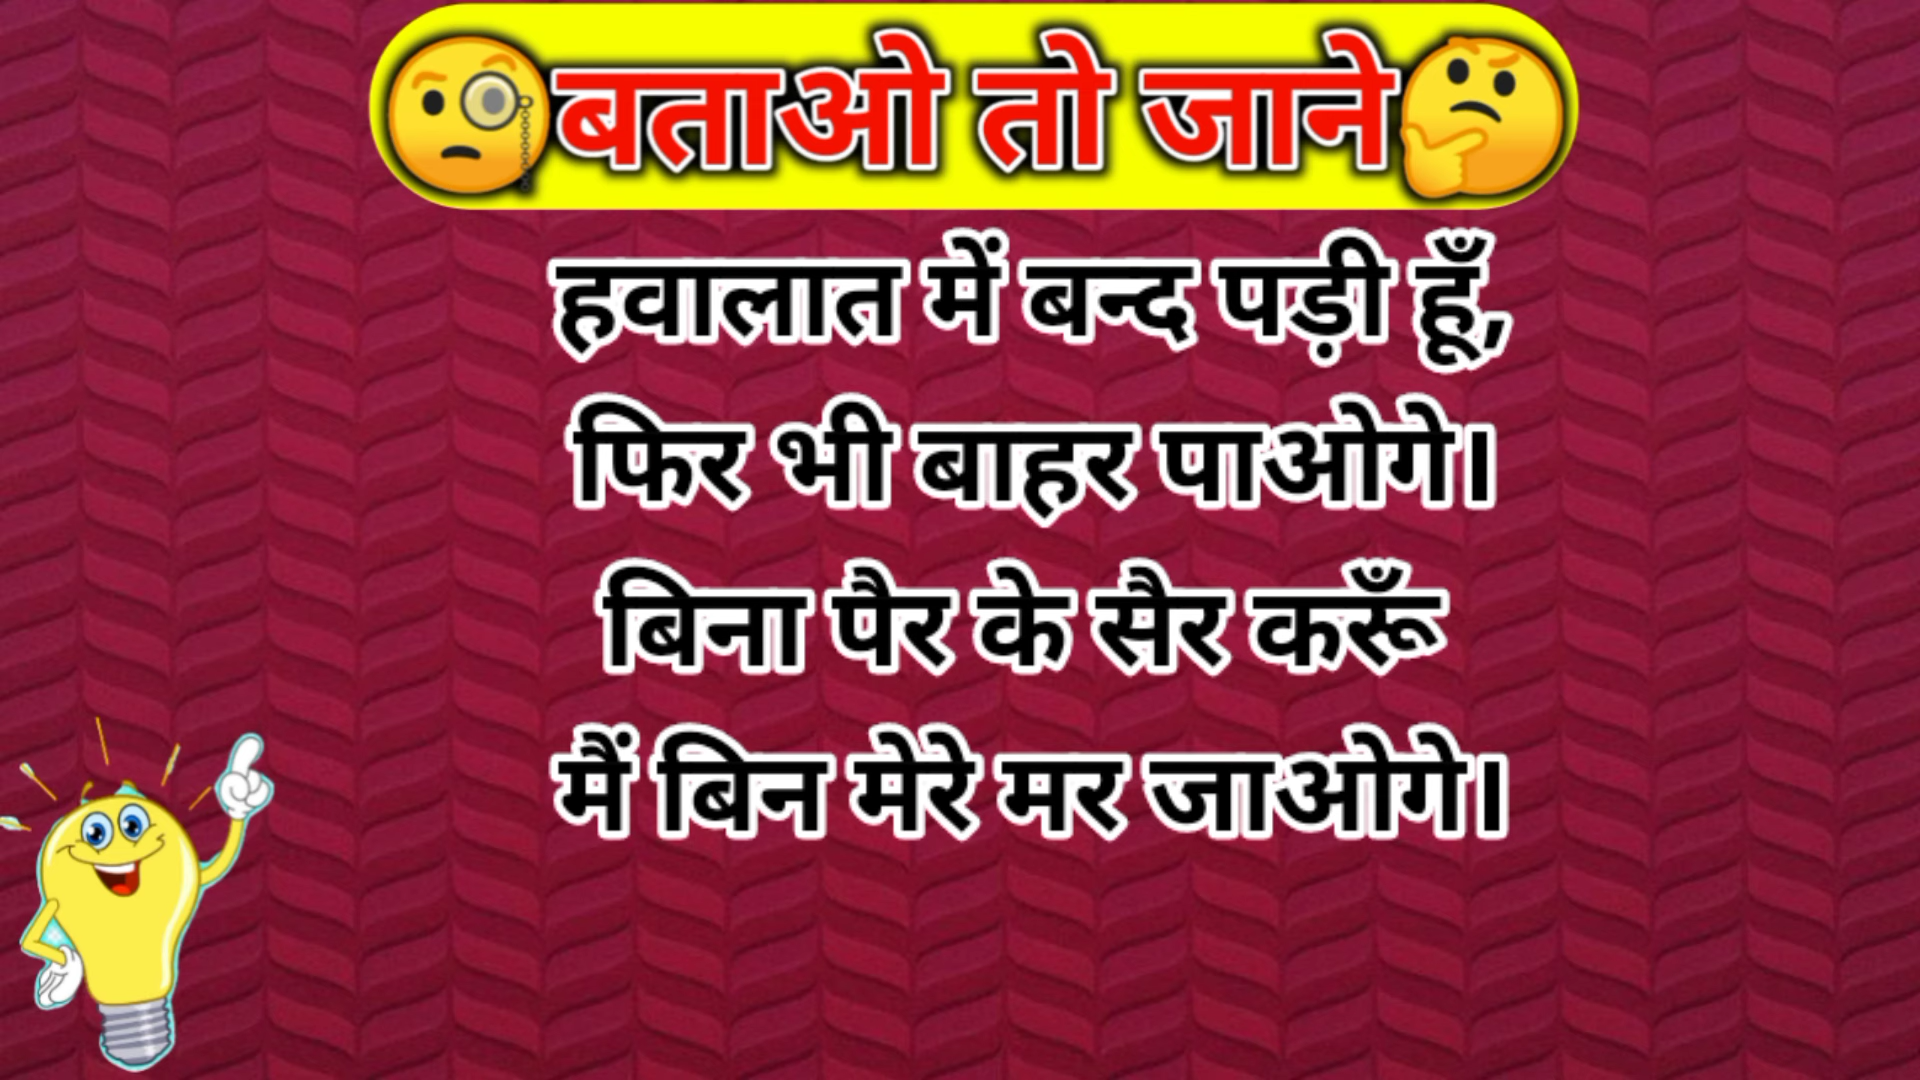 बताओ तो जाने
हवालात में बन्द पड़ी हूँ,
फिर भी बाहर पाओगे।
बिना पैर के सैर करूँ
मैं बिन मेरे मर जाओगे।